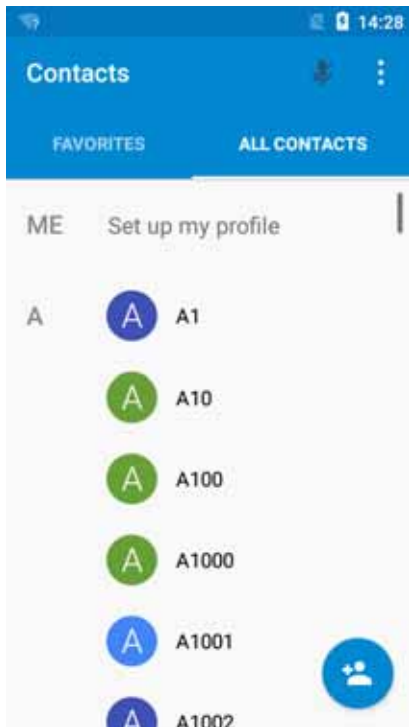 14:28
Contacts
FAVORITES ALL CONTACTS
ME Set up my profile
A A A1
A A10
A A100
A A1000
A A1001
A A1002